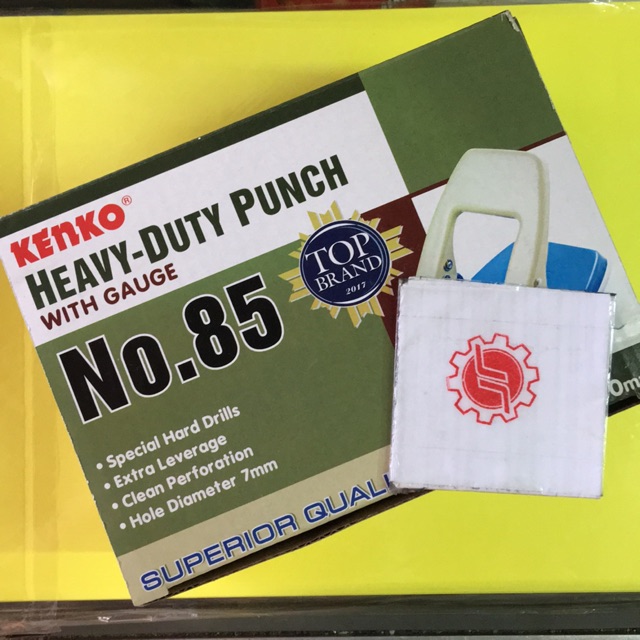 KENKO®
HEAVY-DUTY PUNCH
WITH GAUGE
No.85
TOP
BRAND
2017
• Special Hard Drills
• Extra Leverage
• Clean Perforation
• Hole Diameter 7mm
SUPERIOR QUALI